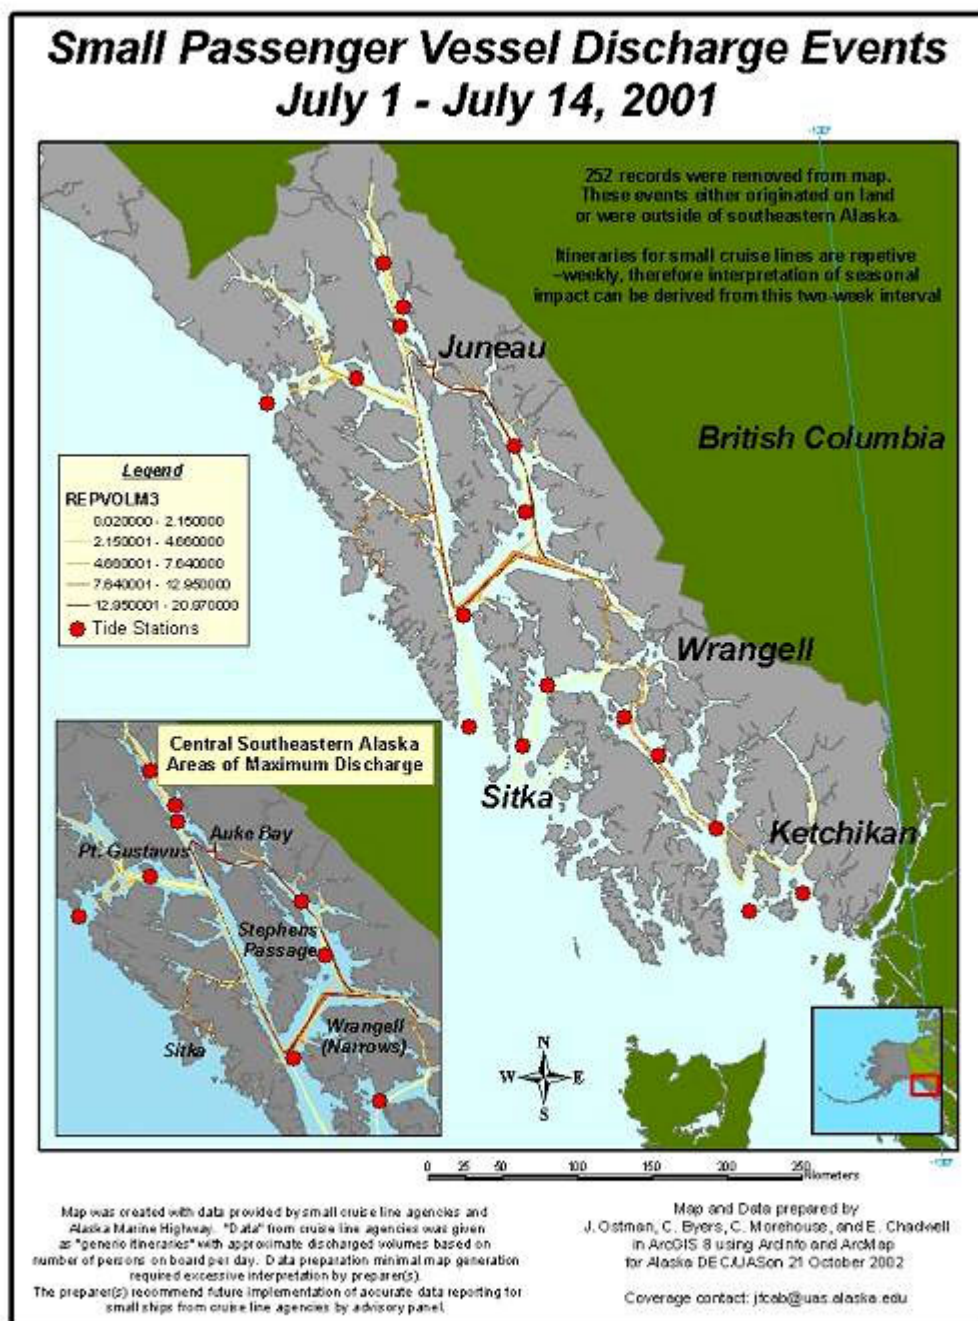 Small Passenger Vessel Discharge Events
July 1 - July 14, 2001
252 records were removed from map.
These events either originated on land
or were outside of southeastern Alaska.
Itineraries for small cruise lines are repetive
-weekly, therefore interpretation of seasonal
impact can be derived from this two-week interval
Juneau
British Columbia
Legend
REPVOLM3
0.020000 - 2.150000
2.150001 - 4.660000
4.660001 - 7.640000
7.640001 - 12.950000
12.950001 - 20.970000
Tide Stations
Wrangell
Sitka
Ketchikan
Central Southeastern Alaska
Areas of Maximum Discharge
Auke Bay
Pt. Gustavus
Stephens
Passage
Wrangell
(Narrows)
Sitka
N
W E
S
0 25 50 100 150 200 250
Kilometers
Map was created with data provided by small cruise line agencies and
Alaska Marine Highway. "Data" from cruise line agencies was given
as "generic itineraries" with approximate discharged volumes based on
number of persons on board per day. Data preparation minimal map generation
required excessive interpretation by preparer(s).
The preparer(s) recommend future implementation of accurate data reporting for
small ships from cruise line agencies by advisory panel.
Map and Data prepared by
J. Ostman, C. Byers, C. Morehouse, and E. Chadwell
in ArcGIS 8 using ArcInfo and ArcMap
for Alaska DEC/UASon 21 October 2002
Coverage contact: jfcab@uas.alaska.edu